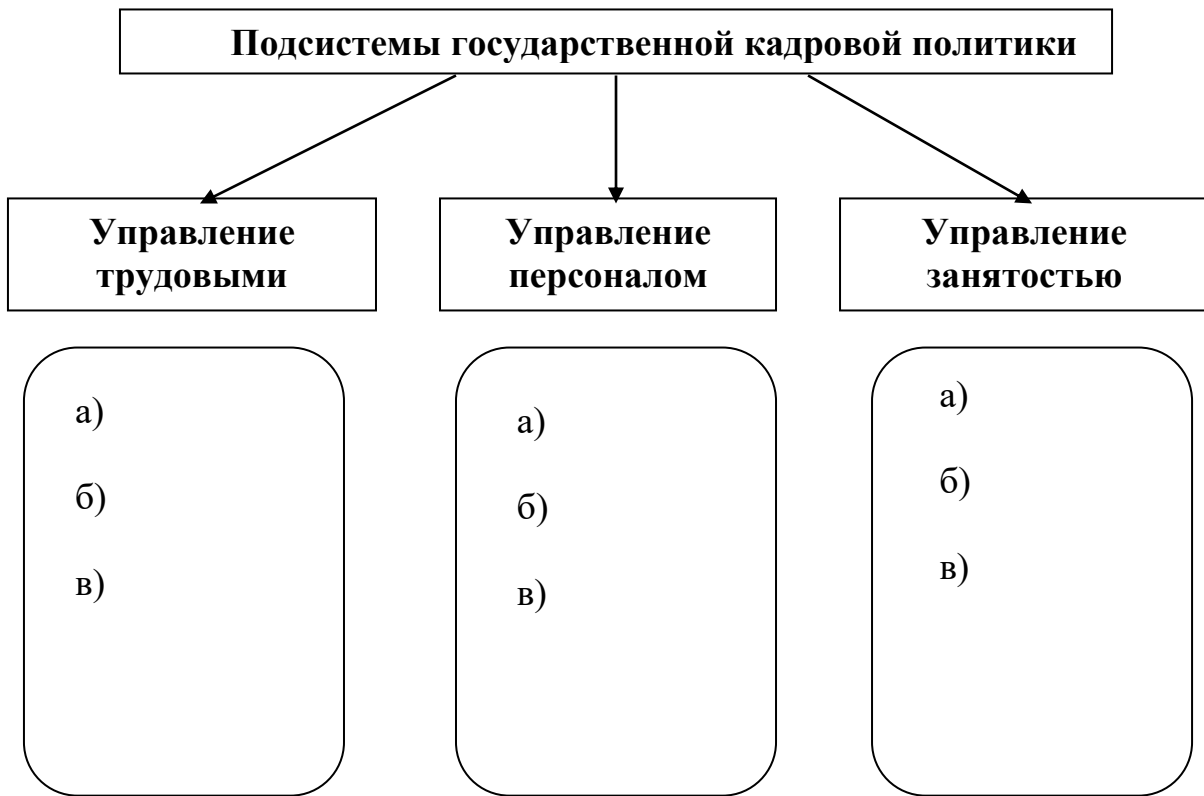 Подсистемы государственной кадровой политики
Управление
трудовыми
Управление
персоналом
Управление
занятостью
а)
б)
в)
а)
б)
в)
а)
б)
в)